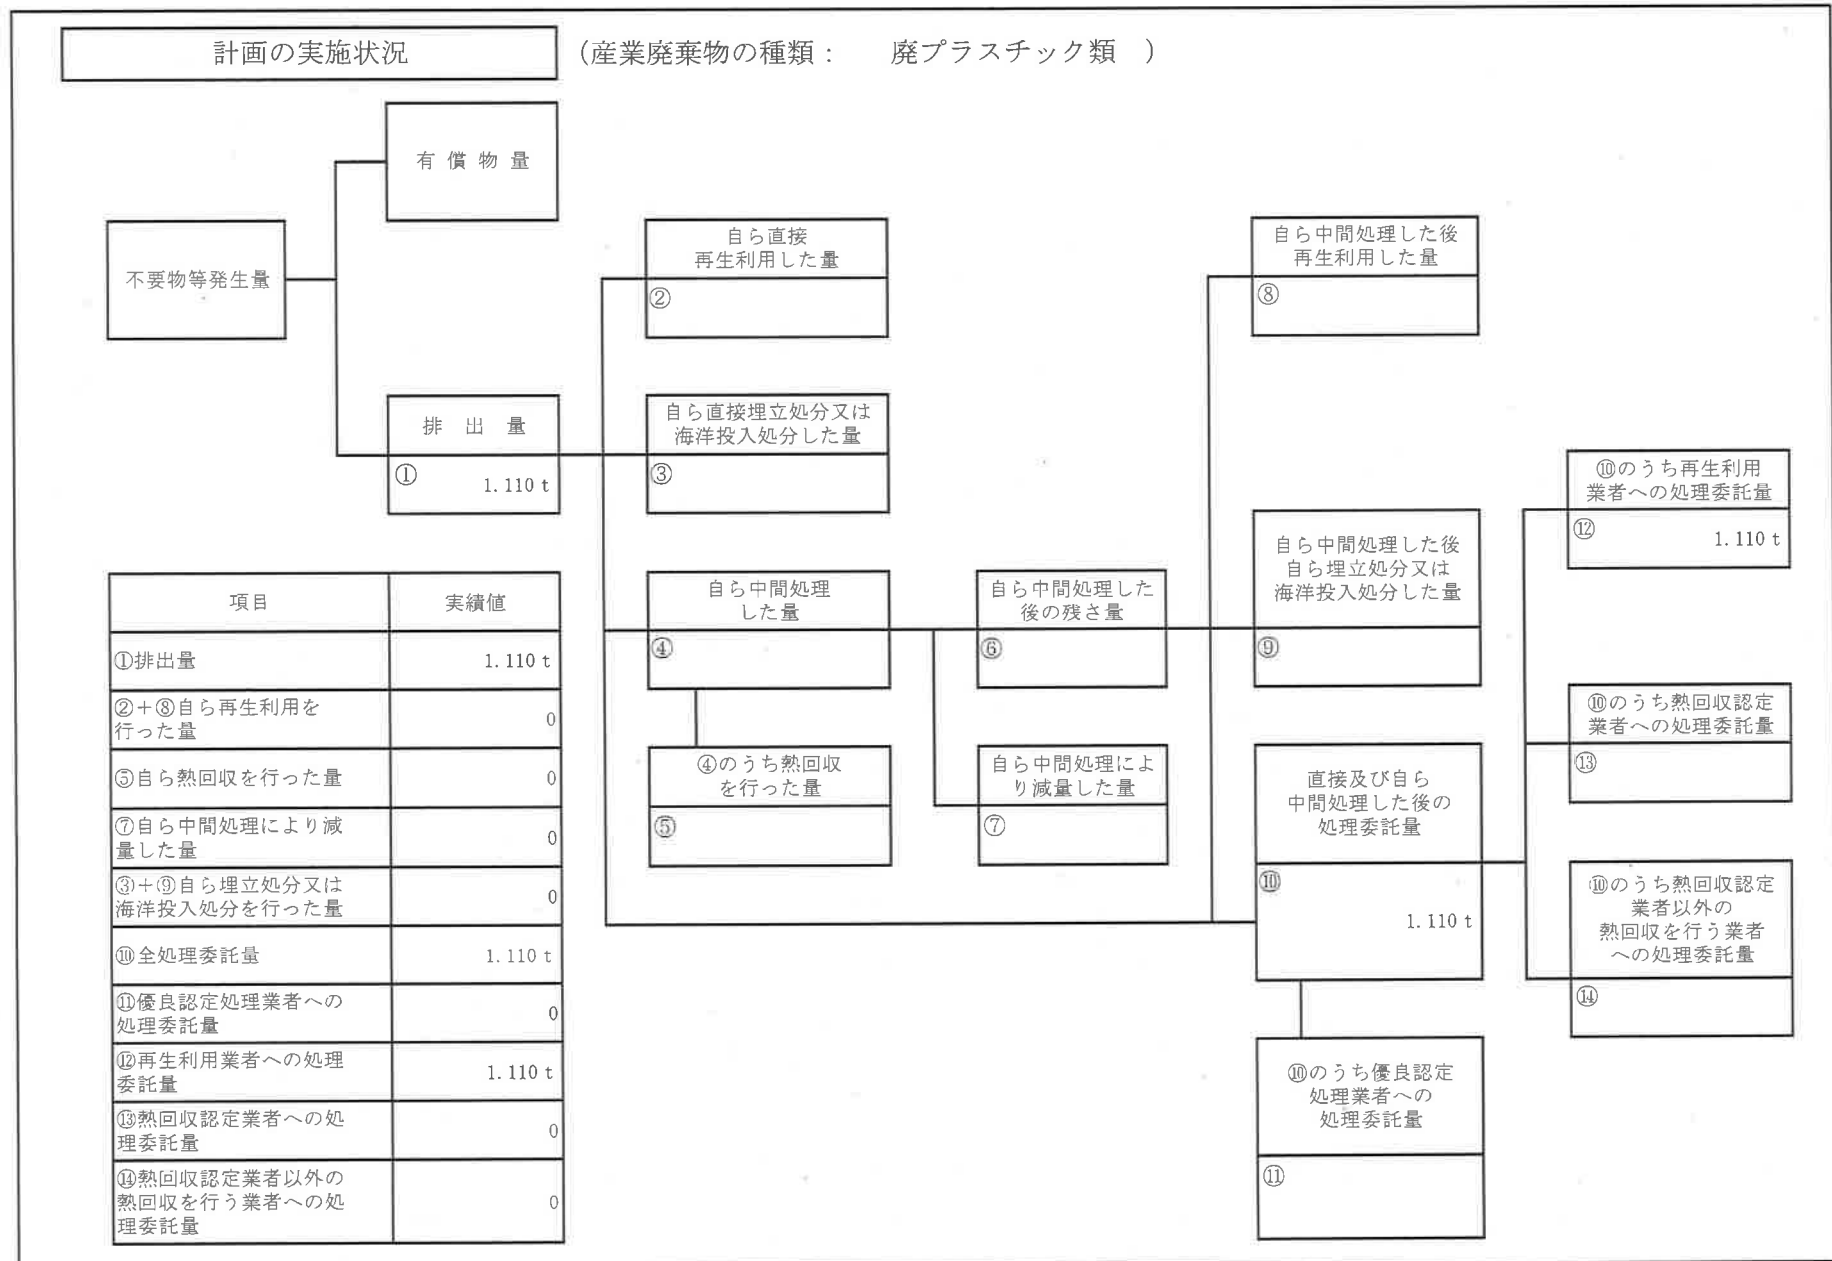 計画の実施状況
(産業廃棄物の種類： 廃プラスチック類 )
有償物量
不要物等発生量
排出量
①
1.110 t
自ら直接
再生利用した量
②
自ら直接埋立処分又は
海洋投入処分した量
③
自ら中間処理
した量
④
④のうち熱回収
を行った量
⑤
自ら中間処理した
後の残さ量
⑥
自ら中間処理によ
り減量した量
⑦
自ら中間処理した後
再生利用した量
⑧
自ら中間処理した後
自ら埋立処分又は
海洋投入処分した量
⑨
直接及び自ら
中間処理した後の
処理委託量
⑩
1.110 t
⑩のうち優良認定
処理業者への
処理委託量
⑪
⑩のうち再生利用
業者への処理委託量
⑫
1.110 t
⑩のうち熱回収認定
業者への処理委託量
⑬
⑩のうち熱回収認定
業者以外の
熱回収を行う業者
への処理委託量
⑭
項目 実績値
①排出量 1.110 t
②＋⑧自ら再生利用を
行った量 0
⑤自ら熱回収を行った量 0
⑦自ら中間処理により減
量した量 0
③＋⑨自ら埋立処分又は
海洋投入処分を行った量 0
⑩全処理委託量 1.110 t
⑪優良認定処理業者への
処理委託量 0
⑫再生利用業者への処理
委託量 1.110 t
⑬熱回収認定業者への処
理委託量 0
⑭熱回収認定業者以外の
熱回収を行う業者への処
理委託量 0